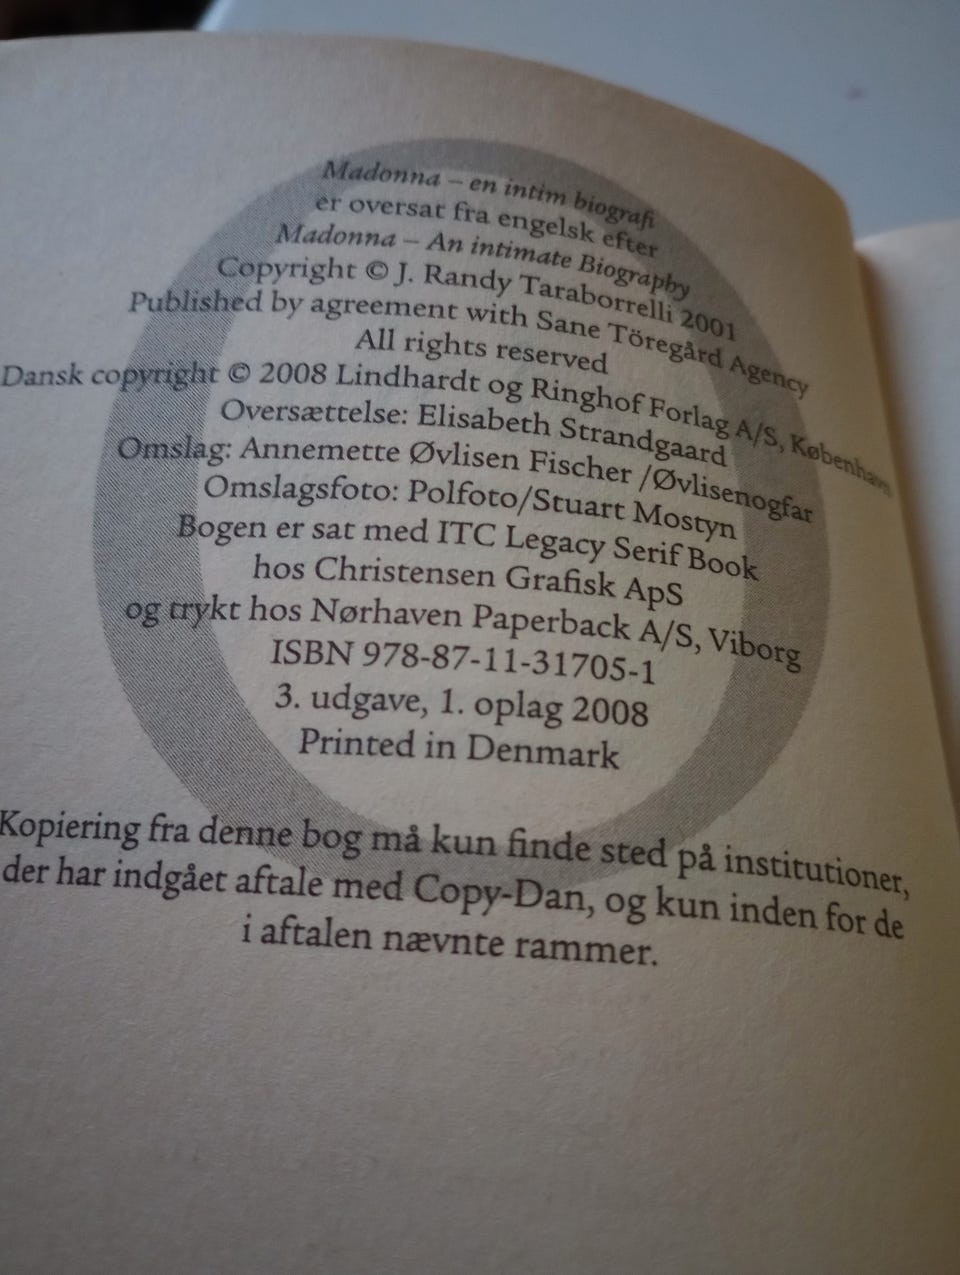 Madonna – en intim biografi
er oversat fra engelsk efter
Madonna – An intimate Biography
Copyright © J. Randy Taraborrelli 2001
Published by agreement with Sane Töregård Agency
All rights reserved
Dansk copyright © 2008 Lindhardt og Ringhof Forlag A/S, København
Oversættelse: Elisabeth Strandgaard
Omslag: Annemette Øvlisen Fischer /Øvlisenogfar
Omslagsfoto: Polfoto/Stuart Mostyn
Bogen er sat med ITC Legacy Serif Book
hos Christensen Grafisk ApS
og trykt hos Nørhaven Paperback A/S, Viborg
ISBN 978-87-11-31705-1
3. udgave, 1. oplag 2008
Printed in Denmark
Kopiering fra denne bog må kun finde sted på institutioner,
der har indgået aftale med Copy-Dan, og kun inden for de
i aftalen nævnte rammer.